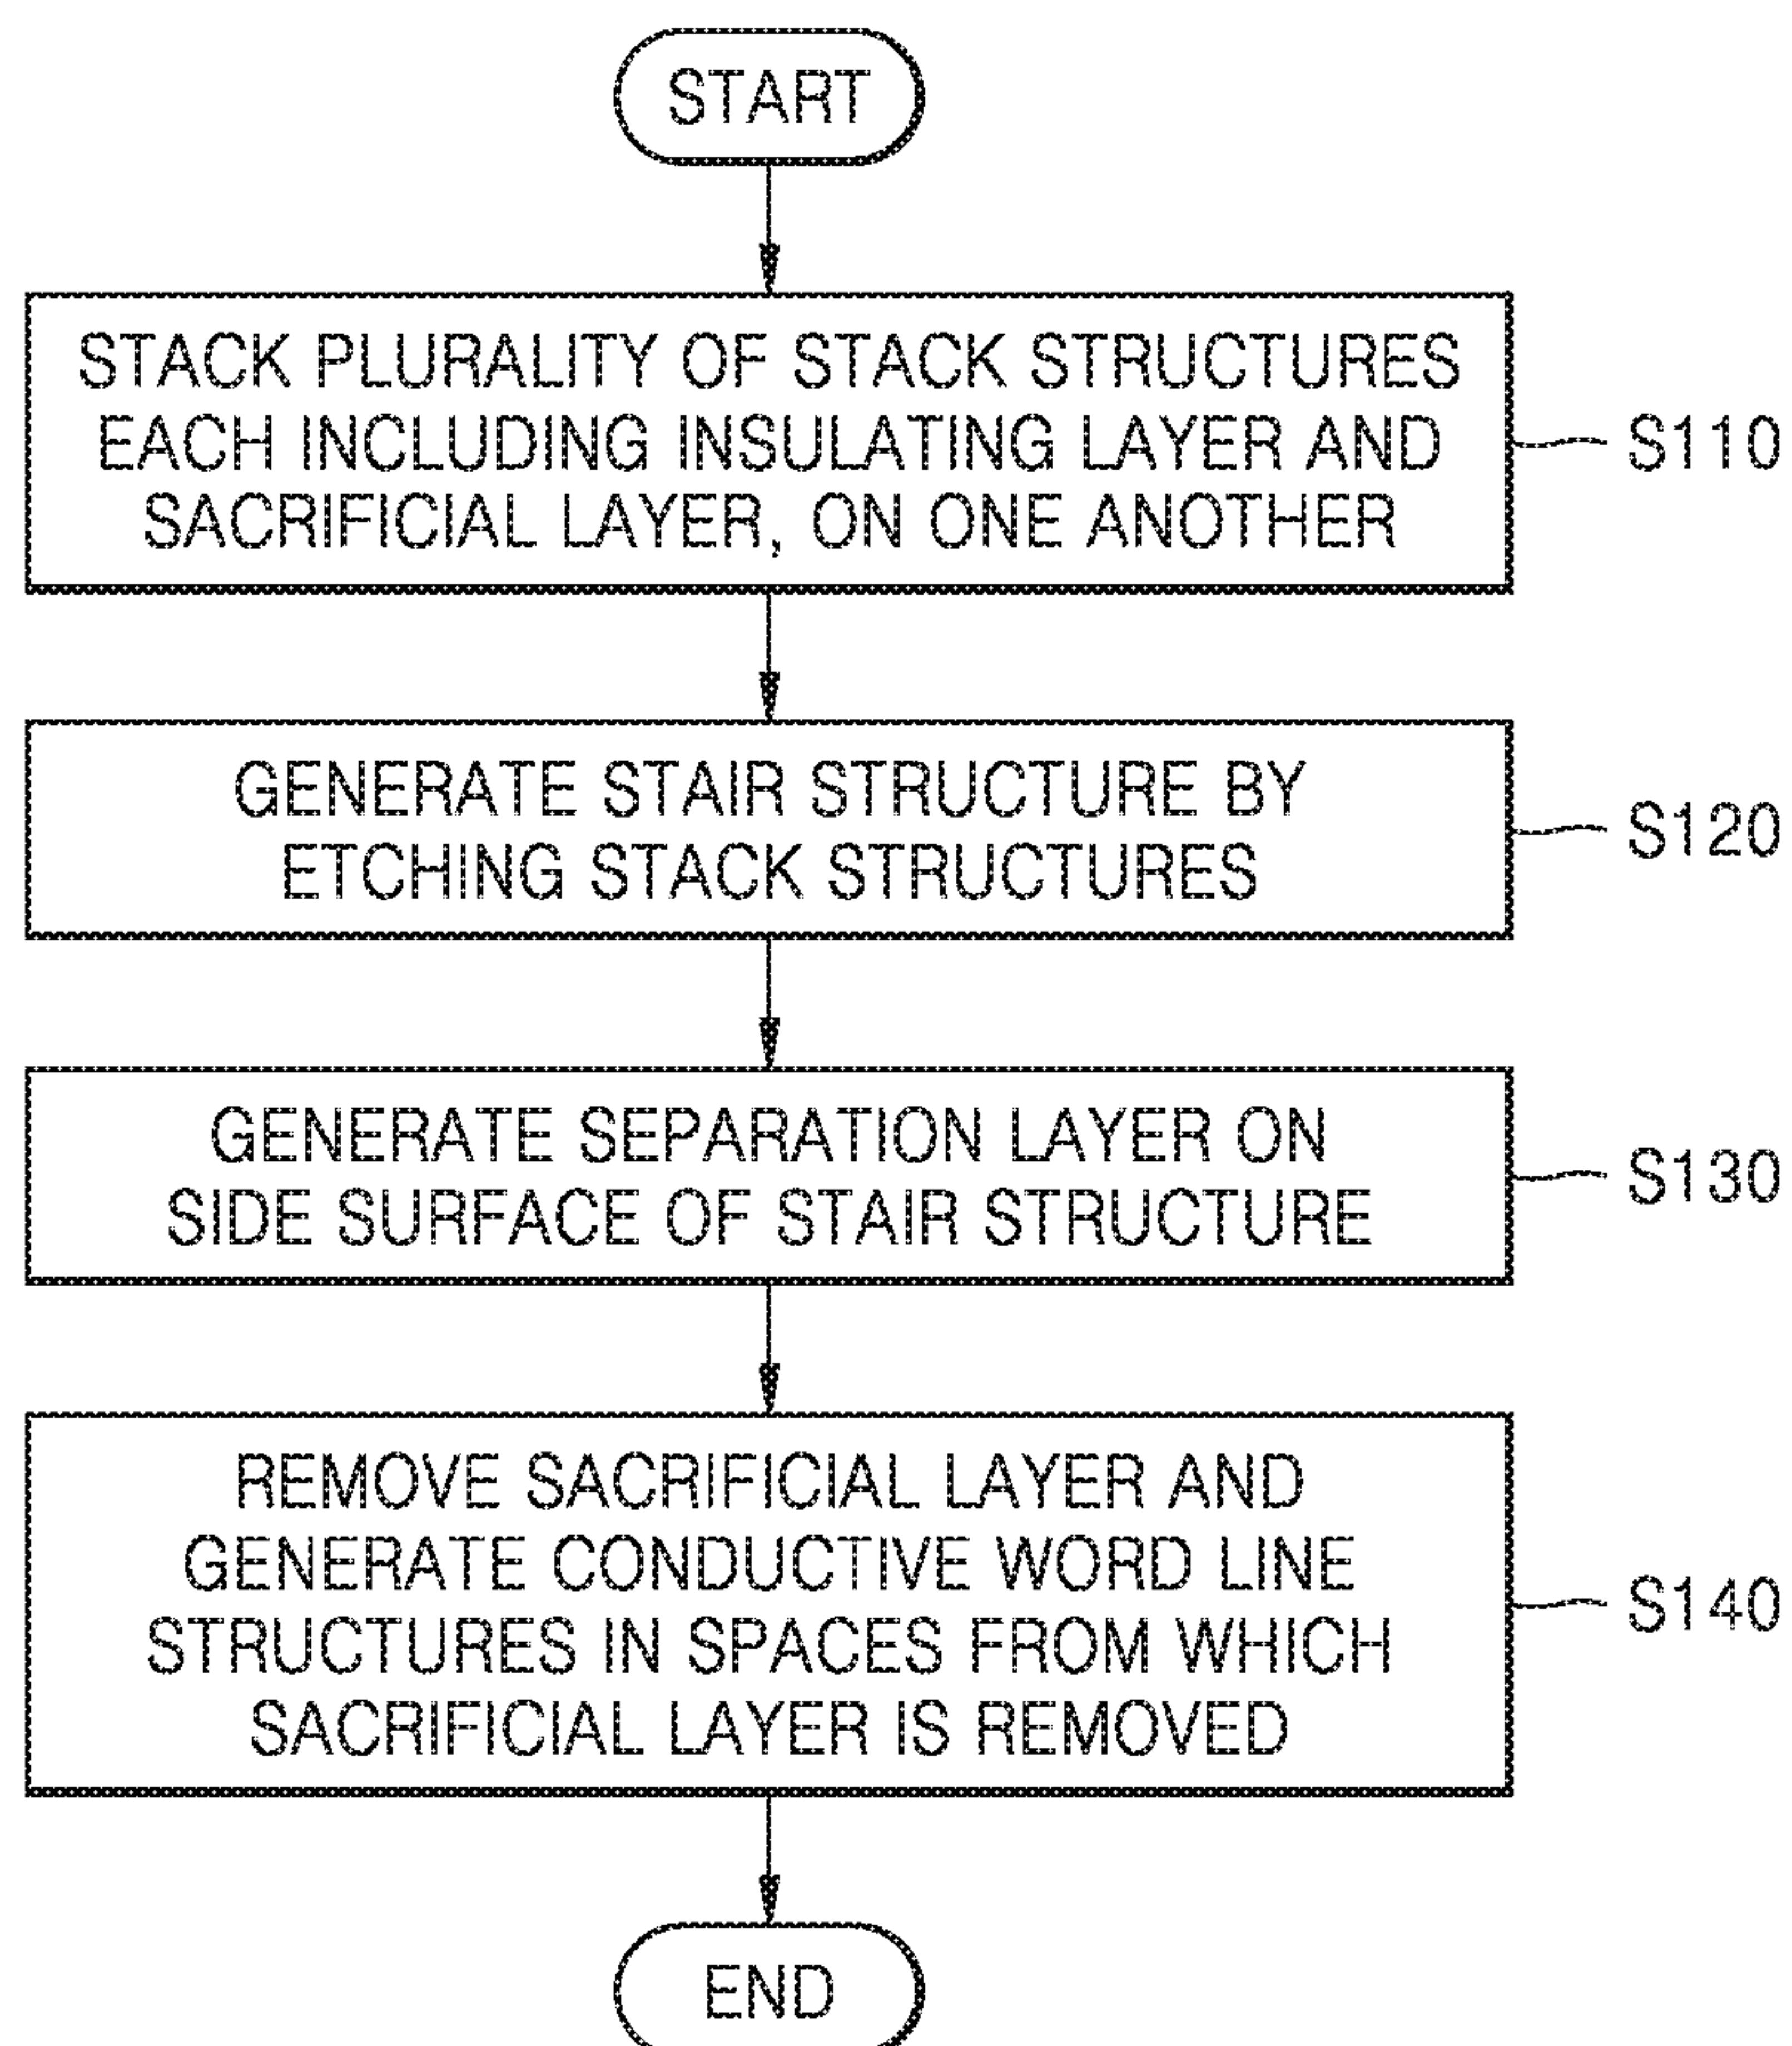 START
STACK PLURALITY OF STACK STRUCTURES
EACH INCLUDING INSULATING LAYER AND
SACRIFICIAL LAYER, ON ONE ANOTHER
S110
GENERATE STAIR STRUCTURE BY
ETCHING STACK STRUCTURES
S120
GENERATE SEPARATION LAYER ON
SIDE SURFACE OF STAIR STRUCTURE
S130
REMOVE SACRIFICIAL LAYER AND
GENERATE CONDUCTIVE WORD LINE
STRUCTURES IN SPACES FROM WHICH
SACRIFICIAL LAYER IS REMOVED
S140
END